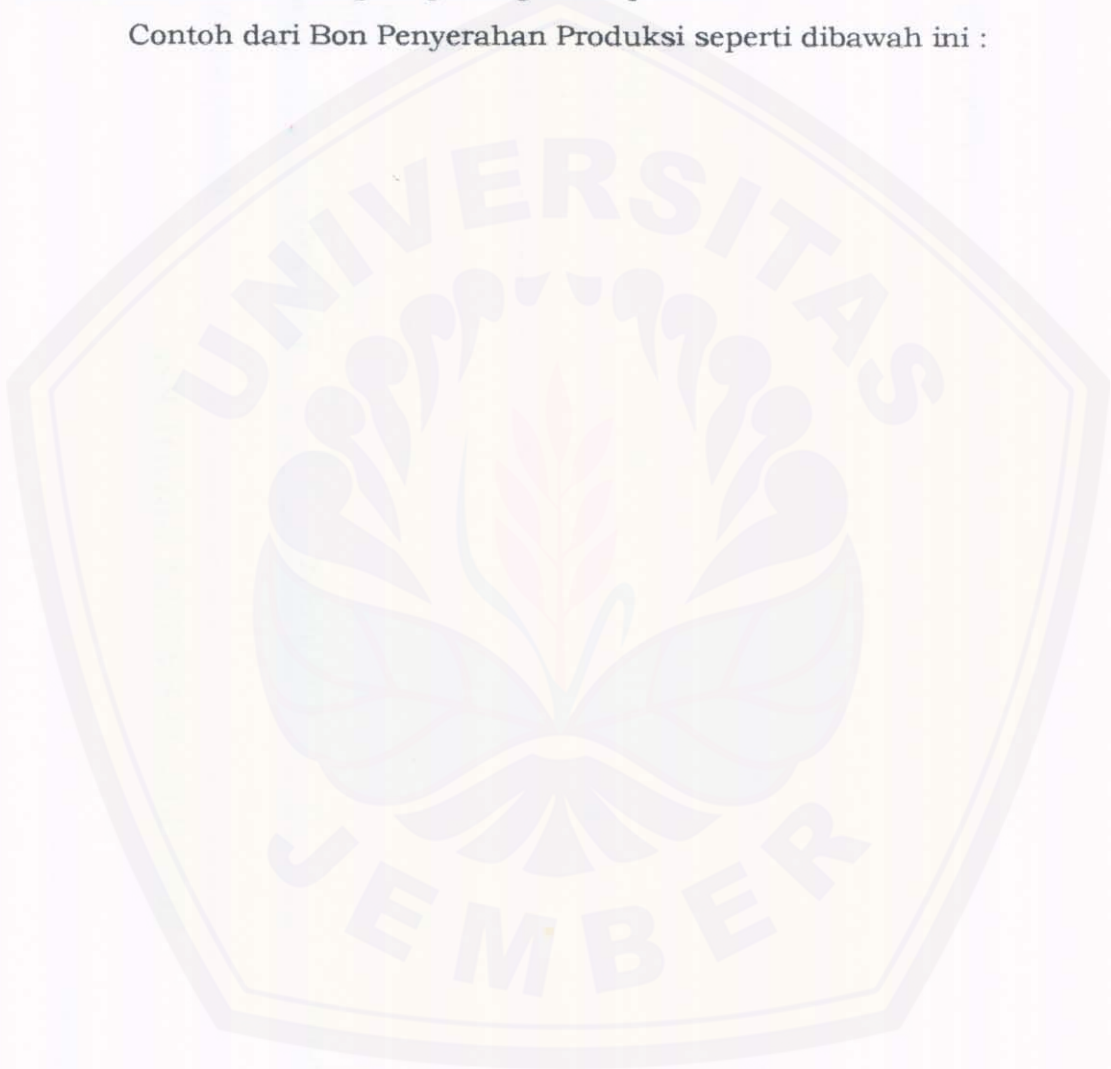 Contoh dari Bon Penyerahan Produksi seperti dibawah ini :
UNIVERSITAS
JEMBER